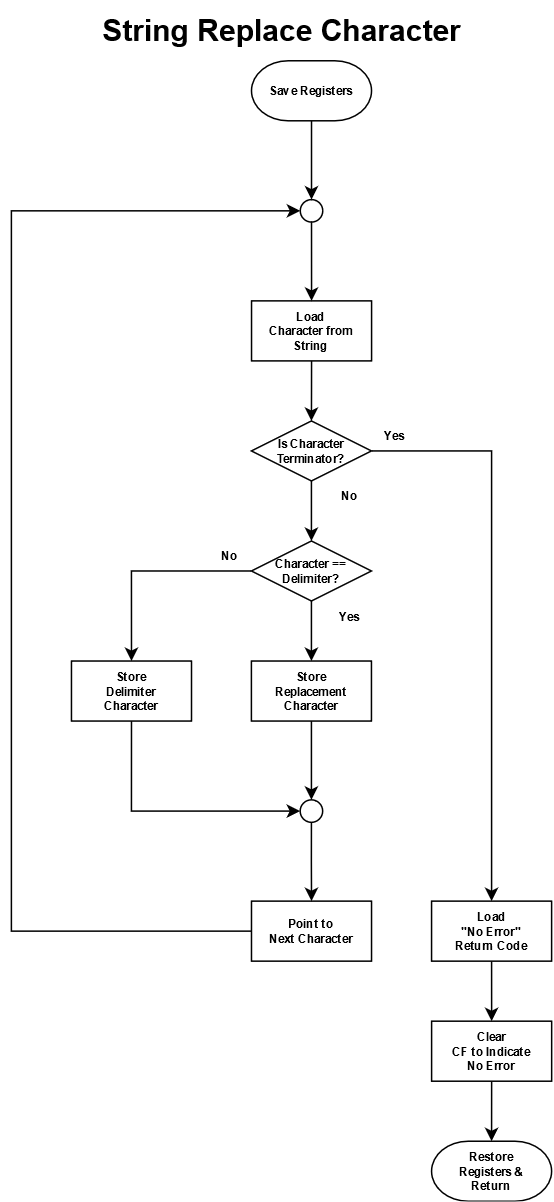 String Replace Character
Save Registers
Load
Character from
String
Is Character
Terminator?
Yes
No
Character ==
Delimiter?
No
Yes
Store
Delimiter
Character
Store
Replacement
Character
Point to
Next Character
Load
"No Error"
Return Code
Clear
CF to Indicate
No Error
Restore
Registers &
Return